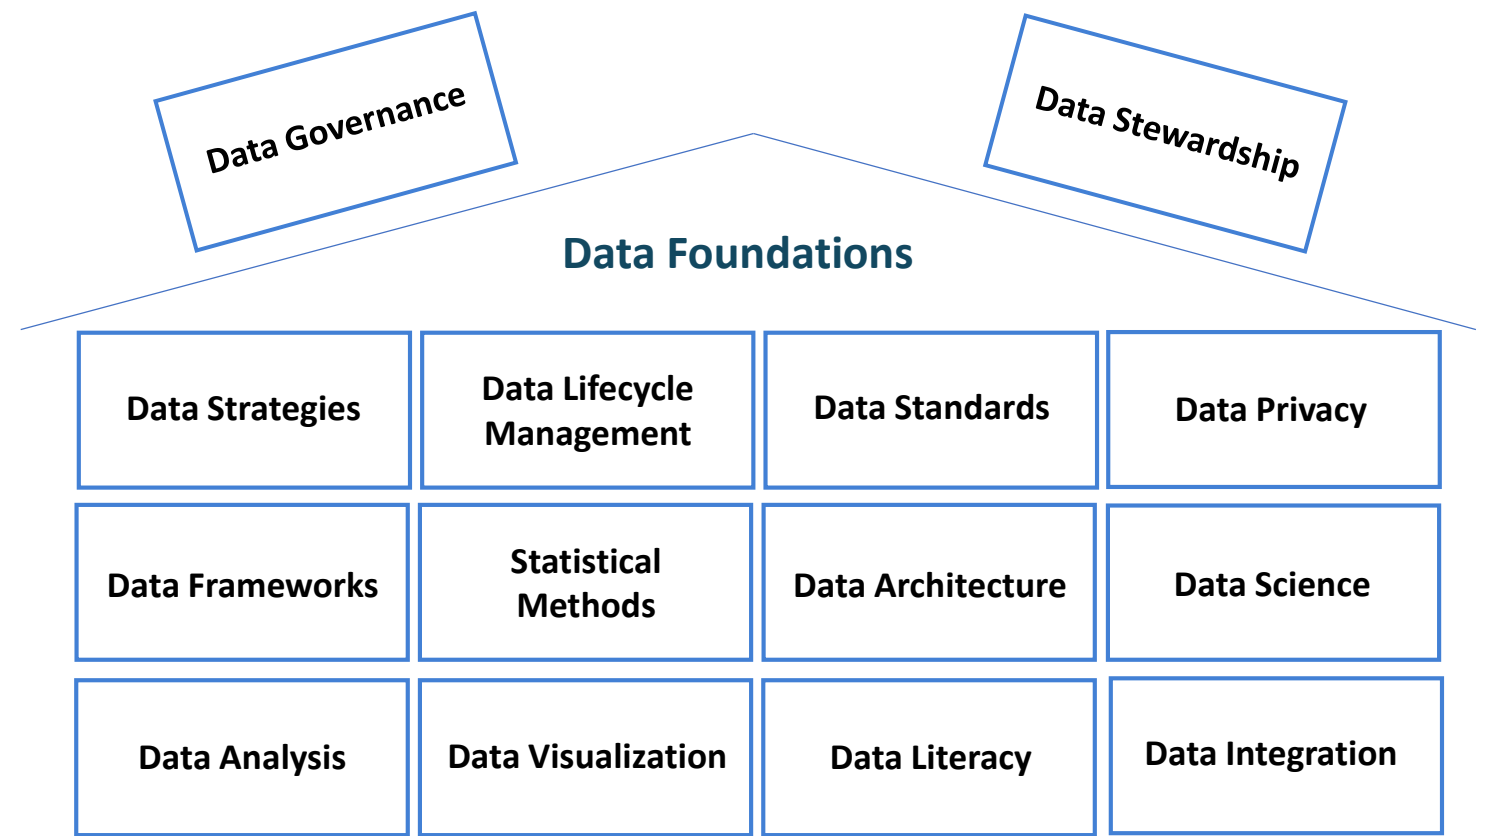 Data Governance
Data Stewardship
Data Foundations
Data Strategies
Data Lifecycle
Management
Data Standards
Data Privacy
Data Frameworks
Statistical
Methods
Data Architecture
Data Science
Data Analysis
Data Visualization
Data Literacy
Data Integration